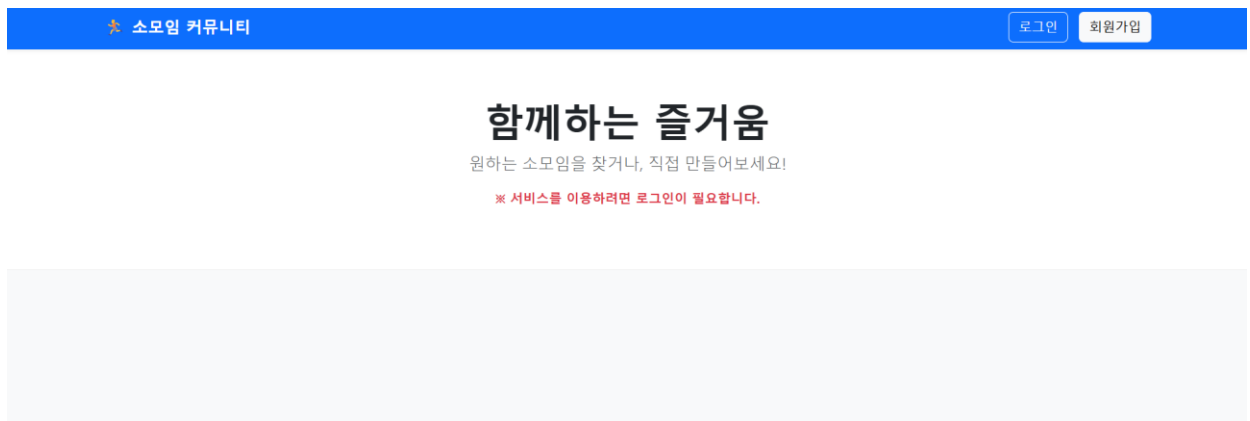 소모임 커뮤니티
로그인
회원가입
함께하는 즐거움
원하는 소모임을 찾거나, 직접 만들어보세요!
※ 서비스를 이용하려면 로그인이 필요합니다.